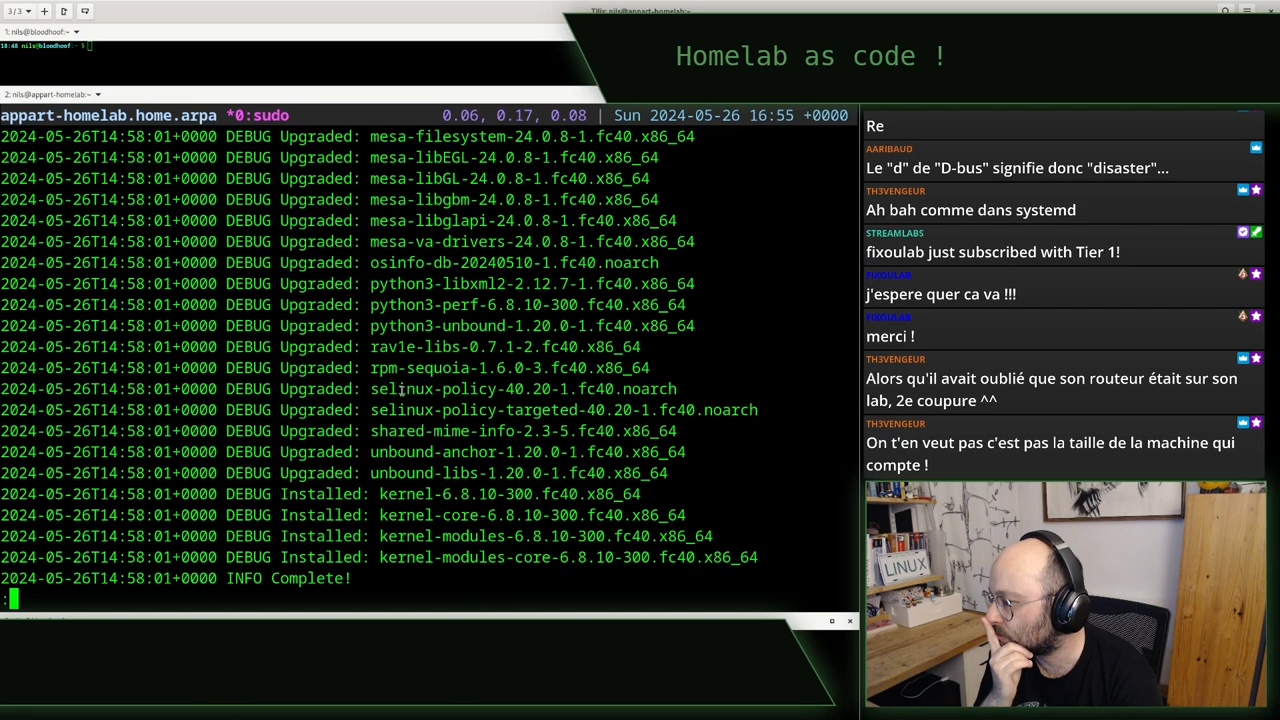 3 / 3
Tilix: nils@appart-homelab:~
1: nils@bloodhoof:~
18:48 nils@bloodhoof:~ $
Homelab as code !
2: nils@appart-homelab:~
appart-homelab.home.arpa *0:sudo 0.06, 0.17, 0.08 | Sun 2024-05-26 16:55 +0000
2024-05-26T14:58:01+0000 DEBUG Upgraded: mesa-filesystem-24.0.8-1.fc40.x86_64
2024-05-26T14:58:01+0000 DEBUG Upgraded: mesa-libEGL-24.0.8-1.fc40.x86_64
2024-05-26T14:58:01+0000 DEBUG Upgraded: mesa-libGL-24.0.8-1.fc40.x86_64
2024-05-26T14:58:01+0000 DEBUG Upgraded: mesa-libgbm-24.0.8-1.fc40.x86_64
2024-05-26T14:58:01+0000 DEBUG Upgraded: mesa-libglapi-24.0.8-1.fc40.x86_64
2024-05-26T14:58:01+0000 DEBUG Upgraded: mesa-va-drivers-24.0.8-1.fc40.x86_64
2024-05-26T14:58:01+0000 DEBUG Upgraded: osinfo-db-20240510-1.fc40.noarch
2024-05-26T14:58:01+0000 DEBUG Upgraded: python3-libxml2-2.12.7-1.fc40.x86_64
2024-05-26T14:58:01+0000 DEBUG Upgraded: python3-perf-6.8.10-300.fc40.x86_64
2024-05-26T14:58:01+0000 DEBUG Upgraded: python3-unbound-1.20.0-1.fc40.x86_64
2024-05-26T14:58:01+0000 DEBUG Upgraded: rav1e-libs-0.7.1-2.fc40.x86_64
2024-05-26T14:58:01+0000 DEBUG Upgraded: rpm-sequoia-1.6.0-3.fc40.x86_64
2024-05-26T14:58:01+0000 DEBUG Upgraded: selinux-policy-40.20-1.fc40.noarch
2024-05-26T14:58:01+0000 DEBUG Upgraded: selinux-policy-targeted-40.20-1.fc40.noarch
2024-05-26T14:58:01+0000 DEBUG Upgraded: shared-mime-info-2.3-5.fc40.x86_64
2024-05-26T14:58:01+0000 DEBUG Upgraded: unbound-anchor-1.20.0-1.fc40.x86_64
2024-05-26T14:58:01+0000 DEBUG Upgraded: unbound-libs-1.20.0-1.fc40.x86_64
2024-05-26T14:58:01+0000 DEBUG Installed: kernel-6.8.10-300.fc40.x86_64
2024-05-26T14:58:01+0000 DEBUG Installed: kernel-core-6.8.10-300.fc40.x86_64
2024-05-26T14:58:01+0000 DEBUG Installed: kernel-modules-6.8.10-300.fc40.x86_64
2024-05-26T14:58:01+0000 DEBUG Installed: kernel-modules-core-6.8.10-300.fc40.x86_64
2024-05-26T14:58:01+0000 INFO Complete!
:
Re
AARIBAUD
Le "d" de "D-bus" signifie donc "disaster"...
TH3VENGEUR
Ah bah comme dans systemd
STREAMLABS
fixoulab just subscribed with Tier 1!
FIXOULAB
j'espere quer ca va !!!
FIXOULAB
merci !
TH3VENGEUR
Alors qu'il avait oublié que son routeur était sur son
lab, 2e coupure ^^
TH3VENGEUR
On t'en veut pas c'est pas la taille de la machine qui
compte !
LINUX